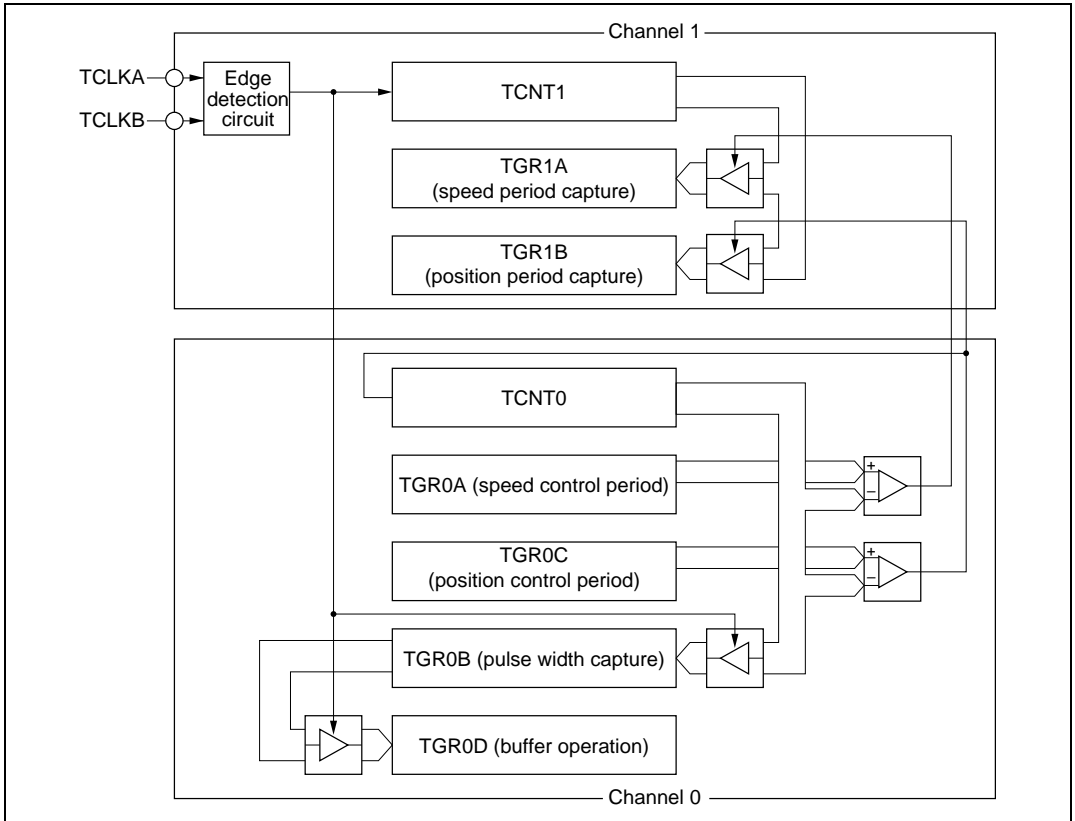 Channel 1
TCLKA
TCLKB
Edge
detection
circuit
TCNT1
TGR1A
(speed period capture)
TGR1B
(position period capture)
TCNT0
TGR0A (speed control period)
+
−
TGR0C
(position control period)
+
−
TGR0B (pulse width capture)
TGR0D (buffer operation)
Channel 0